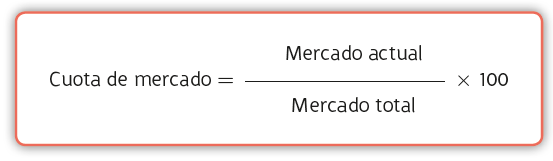 Mercado actual
Cuota de mercado = × 100
Mercado total